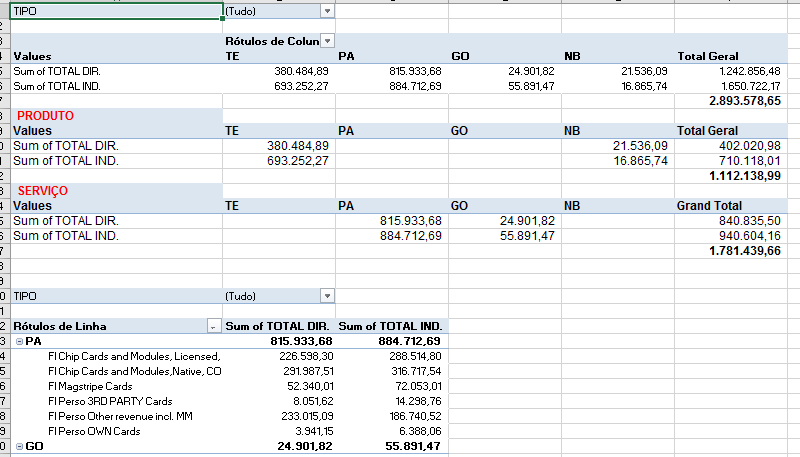 TIPO (Tudo)
Rótulos de Colun
Values TE PA GO NB Total Geral
Sum of TOTAL DIR. 380.484,89 815.933,68 24.901,82 21.536,09 1.242.856,48
Sum of TOTAL IND. 693.252,27 884.712,69 55.891,47 16.865,74 1.650.722,17
2.893.578,65
PRODUTO
Values TE PA GO NB Total Geral
Sum of TOTAL DIR. 380.484,89 21.536,09 402.020,98
Sum of TOTAL IND. 693.252,27 16.865,74 710.118,01
1.112.138,99
SERVIÇO
Values TE PA GO NB Grand Total
Sum of TOTAL DIR. 815.933,68 24.901,82 840.835,50
Sum of TOTAL IND. 884.712,69 55.891,47 940.604,16
1.781.439,66
TIPO (Tudo)
Rótulos de Linha Sum of TOTAL DIR. Sum of TOTAL IND.
PA 815.933,68 884.712,69
FI Chip Cards and Modules, Licensed, 226.598,30 288.514,80
FI Chip Cards and Modules,Native, CO 291.987,51 316.717,54
FI Magstripe Cards 52.340,01 72.053,01
FI Perso 3RD PARTY Cards 8.051,62 14.298,76
FI Perso Other revenue incl. MM 233.015,09 186.740,52
FI Perso OWN Cards 3.941,15 6.388,06
GO 24.901,82 55.891,47